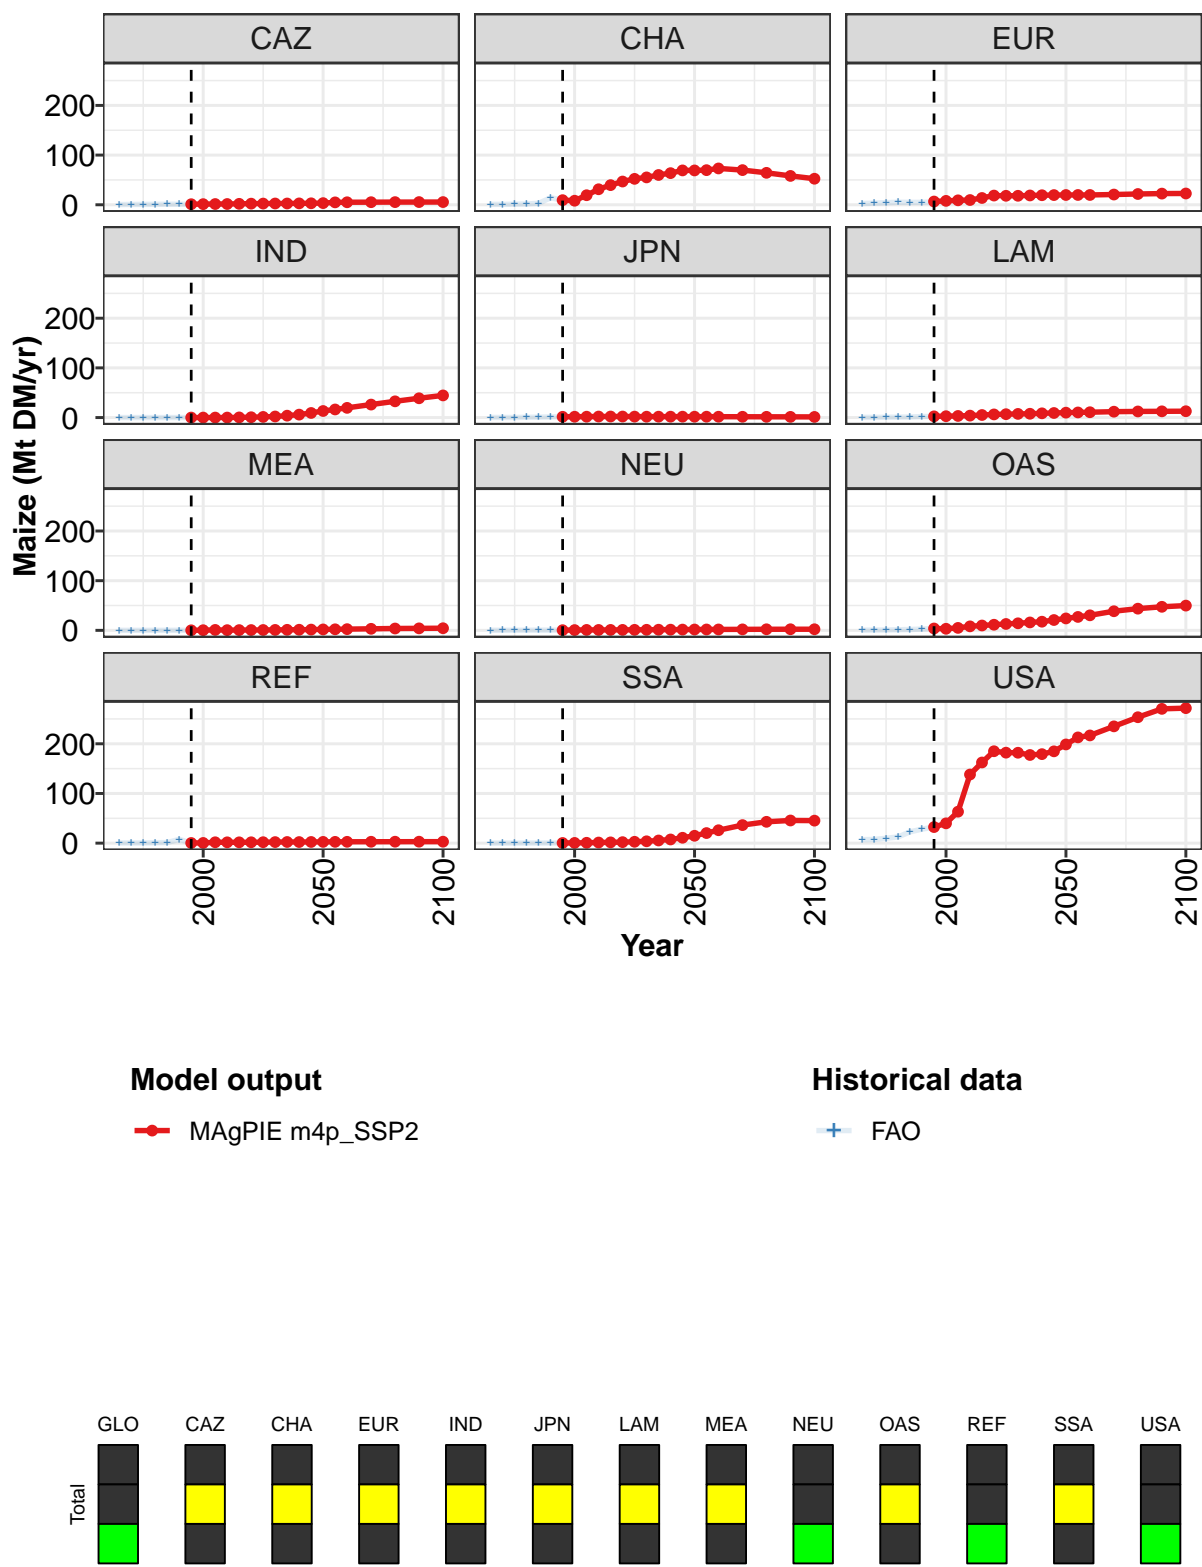 CAZ CHA EUR
200
100
0
IND JPN LAM
200
100
0
MEA NEU OAS
200
100
0
REF SSA USA
200
100
0
Maize (Mt DM/yr)
2000 2050 2100 2000 2050 2100 2000 2050 2100
Year
Model output Historical data
MAgPIE m4p_SSP2 FAO
GLO CAZ CHA EUR IND JPN LAM MEA NEU OAS REF SSA USA
Total